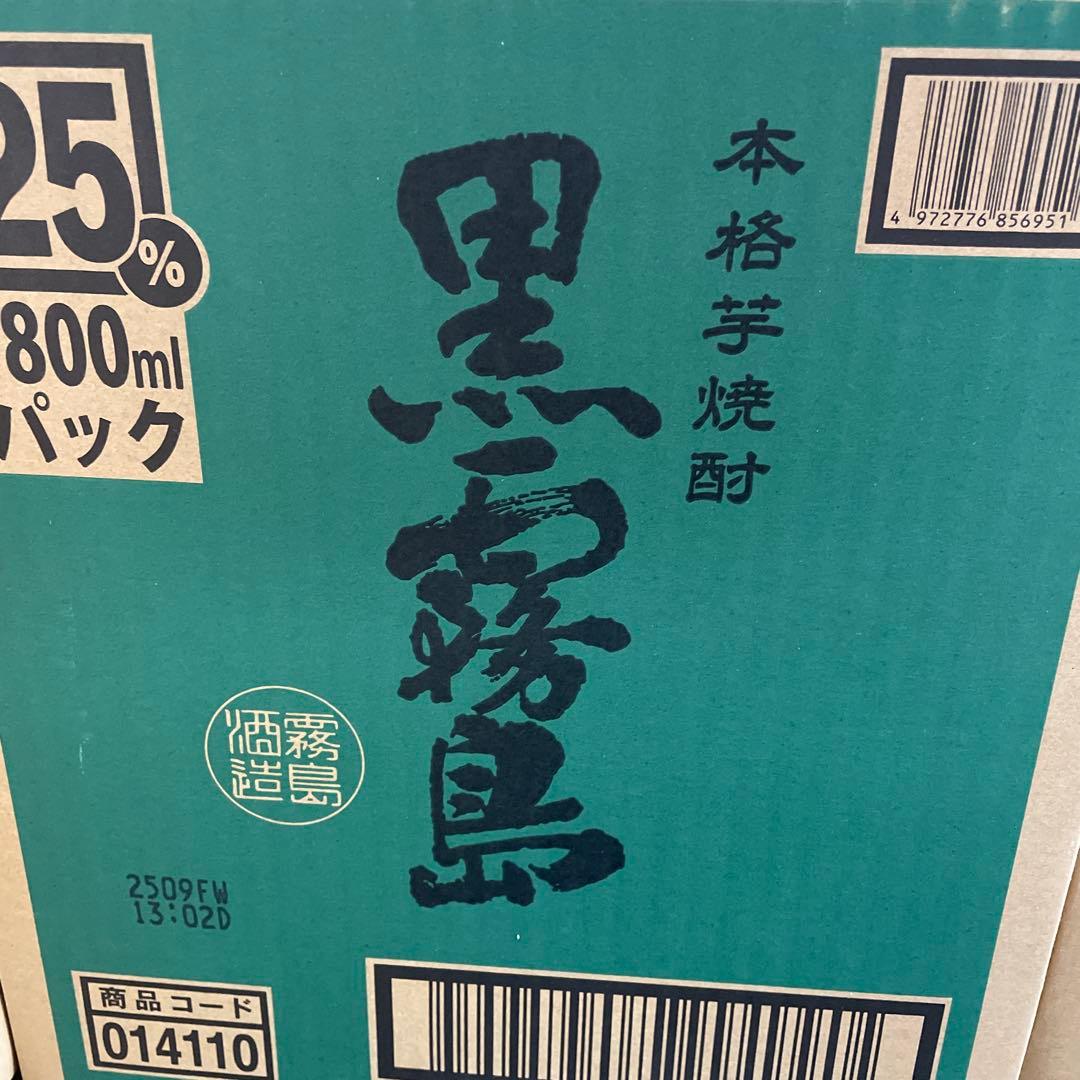 25%
800ml
パック
本格芋焼酎
黒霧島
霧島
酒造
4 972776 856951
2509FW
13:02D
商品コード
014110